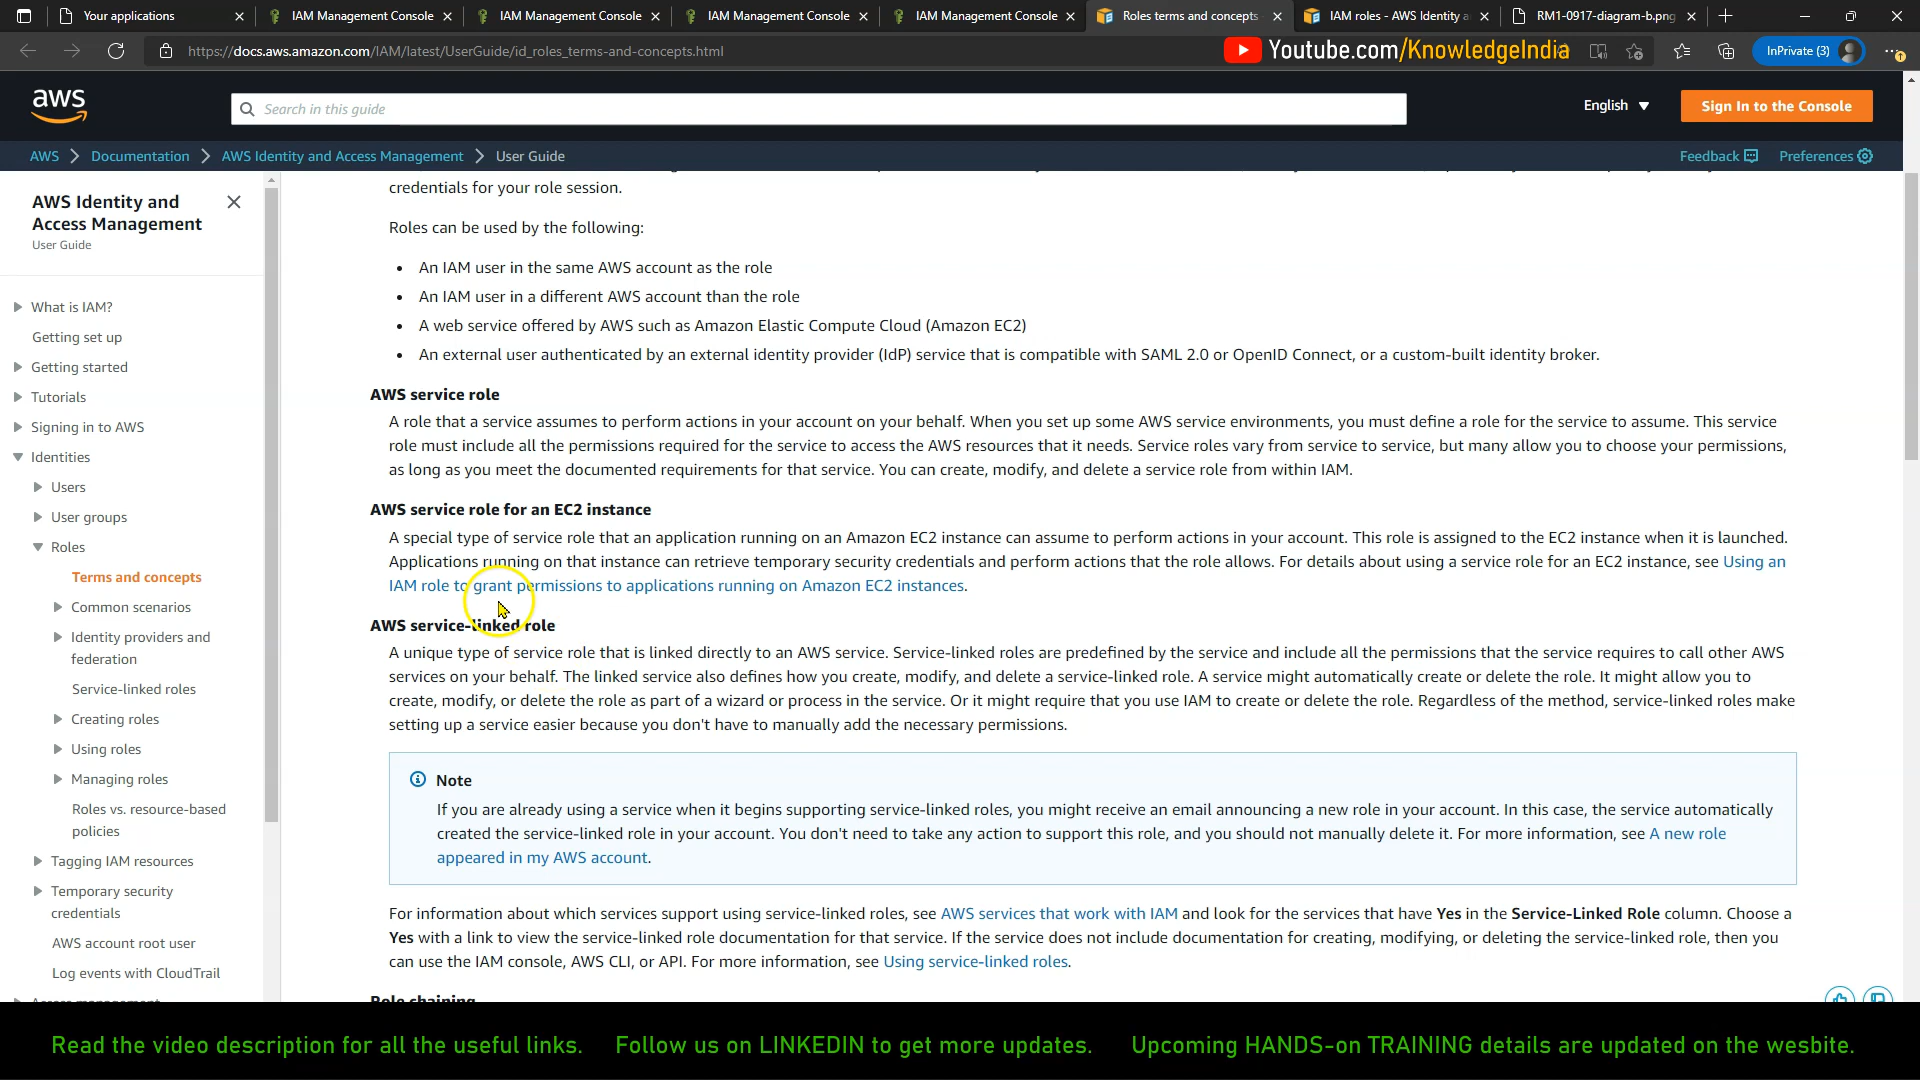 Your applications
IAM Management Console
IAM Management Console
IAM Management Console
IAM Management Console
Roles terms and concepts
IAM roles - AWS Identity a
RM1-0917-diagram-b.png
https://docs.aws.amazon.com/IAM/latest/UserGuide/id_roles_terms-and-concepts.html
Youtube.com/KnowledgeIndia
InPrivate (3)
aws
Search in this guide
English
Sign In to the Console
AWS > Documentation > AWS Identity and Access Management > User Guide
Feedback
Preferences
AWS Identity and
Access Management
User Guide
What is IAM?
Getting set up
Getting started
Tutorials
Signing in to AWS
Identities
Users
User groups
Roles
Terms and concepts
Common scenarios
Identity providers and
federation
Service-linked roles
Creating roles
Using roles
Managing roles
Roles vs. resource-based
policies
Tagging IAM resources
Temporary security
credentials
AWS account root user
Log events with CloudTrail
credentials for your role session.
Roles can be used by the following:
• An IAM user in the same AWS account as the role
• An IAM user in a different AWS account than the role
• A web service offered by AWS such as Amazon Elastic Compute Cloud (Amazon EC2)
• An external user authenticated by an external identity provider (IdP) service that is compatible with SAML 2.0 or OpenID Connect, or a custom-built identity broker.
AWS service role
A role that a service assumes to perform actions in your account on your behalf. When you set up some AWS service environments, you must define a role for the service to assume. This service
role must include all the permissions required for the service to access the AWS resources that it needs. Service roles vary from service to service, but many allow you to choose your permissions,
as long as you meet the documented requirements for that service. You can create, modify, and delete a service role from within IAM.
AWS service role for an EC2 instance
A special type of service role that an application running on an Amazon EC2 instance can assume to perform actions in your account. This role is assigned to the EC2 instance when it is launched.
Applications running on that instance can retrieve temporary security credentials and perform actions that the role allows. For details about using a service role for an EC2 instance, see Using an
IAM role to grant permissions to applications running on Amazon EC2 instances.
AWS service-linked role
A unique type of service role that is linked directly to an AWS service. Service-linked roles are predefined by the service and include all the permissions that the service requires to call other AWS
services on your behalf. The linked service also defines how you create, modify, and delete a service-linked role. A service might automatically create or delete the role. It might allow you to
create, modify, or delete the role as part of a wizard or process in the service. Or it might require that you use IAM to create or delete the role. Regardless of the method, service-linked roles make
setting up a service easier because you don't have to manually add the necessary permissions.
Note
If you are already using a service when it begins supporting service-linked roles, you might receive an email announcing a new role in your account. In this case, the service automatically
created the service-linked role in your account. You don't need to take any action to support this role, and you should not manually delete it. For more information, see A new role
appeared in my AWS account.
For information about which services support using service-linked roles, see AWS services that work with IAM and look for the services that have Yes in the Service-Linked Role column. Choose a
Yes with a link to view the service-linked role documentation for that service. If the service does not include documentation for creating, modifying, or deleting the service-linked role, then you
can use the IAM console, AWS CLI, or API. For more information, see Using service-linked roles.
Role chaining
Read the video description for all the useful links. Follow us on LINKEDIN to get more updates. Upcoming HANDS-on TRAINING details are updated on the wesbite.